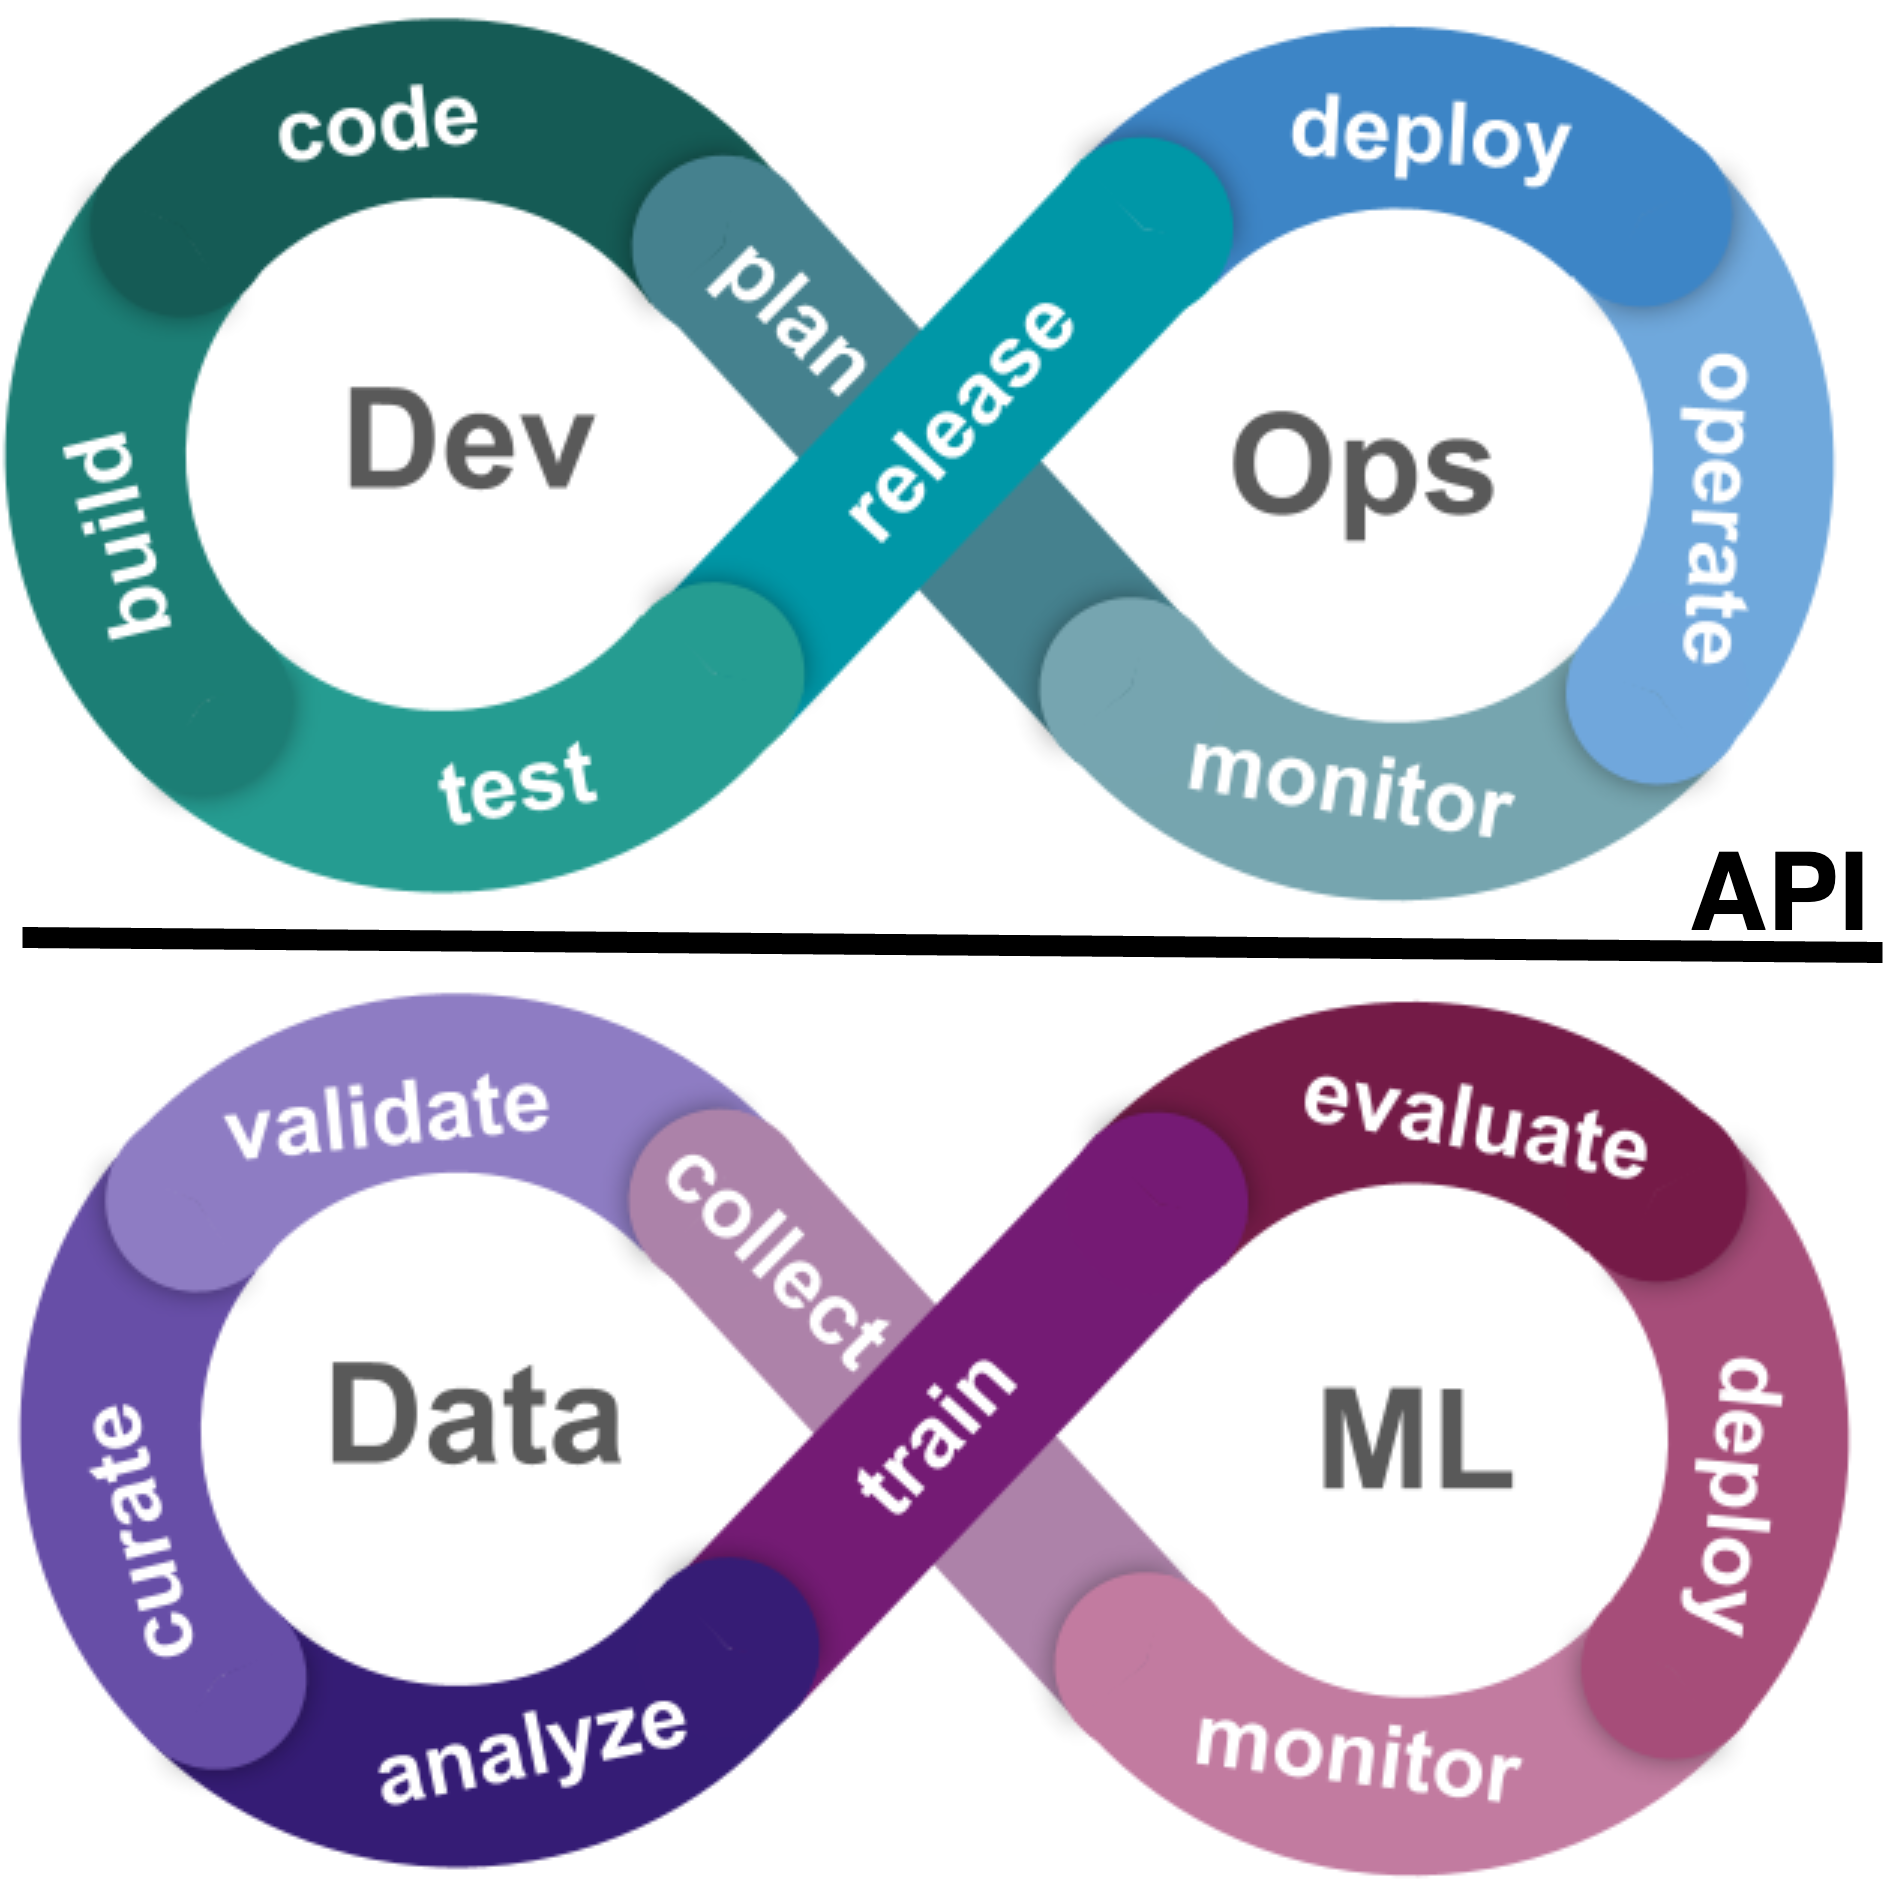 code
plan
build
Dev
test
release
deploy
Ops
operate
monitor
API
validate
collect
curate
Data
analyze
train
evaluate
ML
deploy
monitor